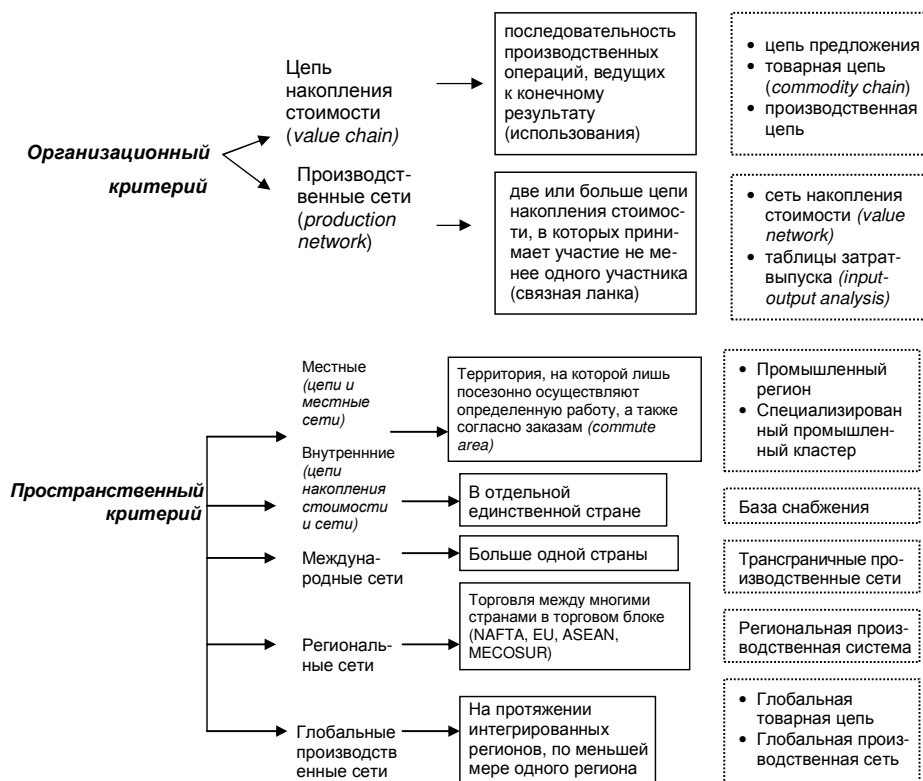 Организационный
критерий
Цепь
накопления
стоимости
(value chain)
последовательность
производственных
операций, ведущих
к конечному
результату
(использования)
• цепь предложения
• товарная цепь
(commodity chain)
• производственная
цепь
Производст-
венные сети
(production
network)
две или больше цепи
накопления стоимос-
ти, в которых прини-
мает участие не ме-
нее одного участника
(связная ланка)
• сеть накопления
стоимости (value
network)
• таблицы затрат-
выпуска (input-
output analysis)
Пространственный
критерий
Местные
(цепи и
местные
сети)
Территория, на которой лишь
посезонно осуществляют
определенную работу, а также
согласно заказам (commute
area)
• Промышленный
регион
• Специализирован
ный промышлен-
ный кластер
Внутреннние
(цепи
накопления
стоимости
и сети)
В отдельной
единственной стране
База снабжения
Междуна-
родные сети
Больше одной страны
Трансграничные про-
изводственные сети
Региональ-
ные сети
Торговля между многими
странами в торговом блоке
(NAFTA, EU, ASEAN,
MECOSUR)
Региональная произ-
водственная система
Глобальные
производств
енные сети
На протяжении
интегрированных
регионов, по меньшей
мере одного региона
• Глобальная
товарная цепь
• Глобальная произ-
водственная сеть